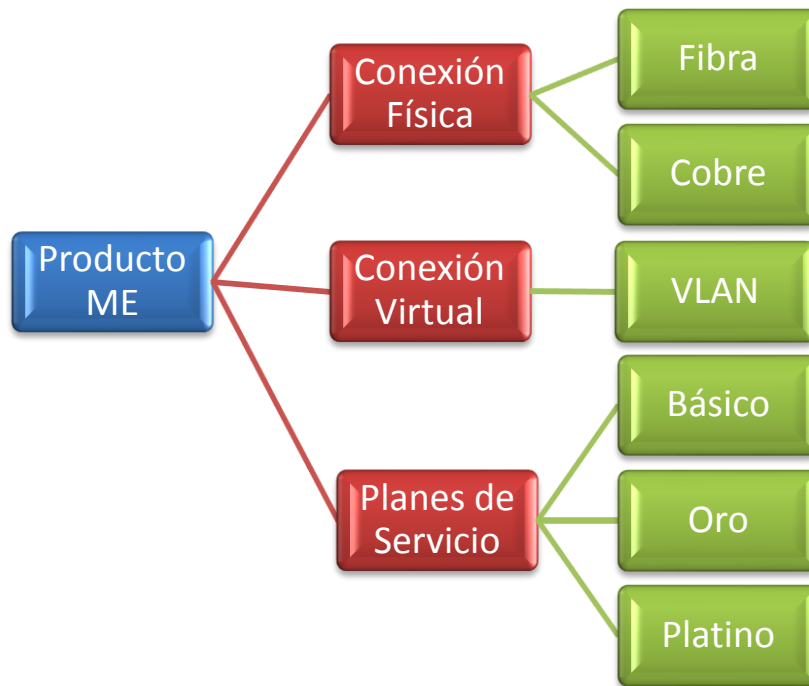 Producto
ME
Conexión
Física
Fibra
Cobre
Conexión
Virtual
VLAN
Planes de
Servicio
Básico
Oro
Platino